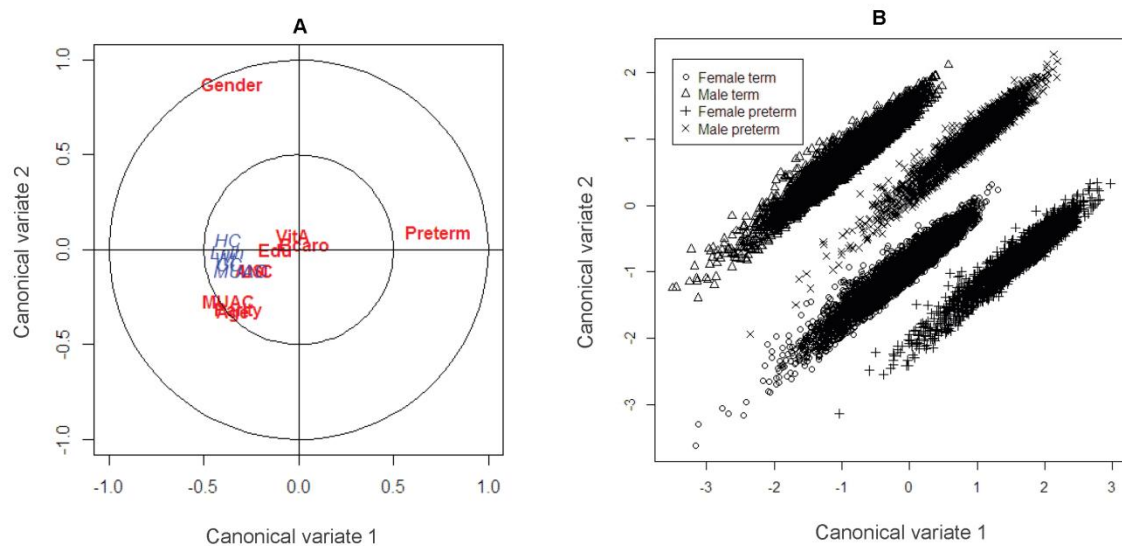 A
Canonical variate 2
1.0
0.5
0.0
-0.5
-1.0
Gender
VitA
Bcaro
Edu
Preterm
HC
MUAC
Parity
Age
-1.0 -0.5 0.0 0.5 1.0
Canonical variate 1
B
Canonical variate 2
2
1
0
-1
-2
-3
Female term
Male term
Female preterm
Male preterm
-3 -2 -1 0 1 2 3
Canonical variate 1